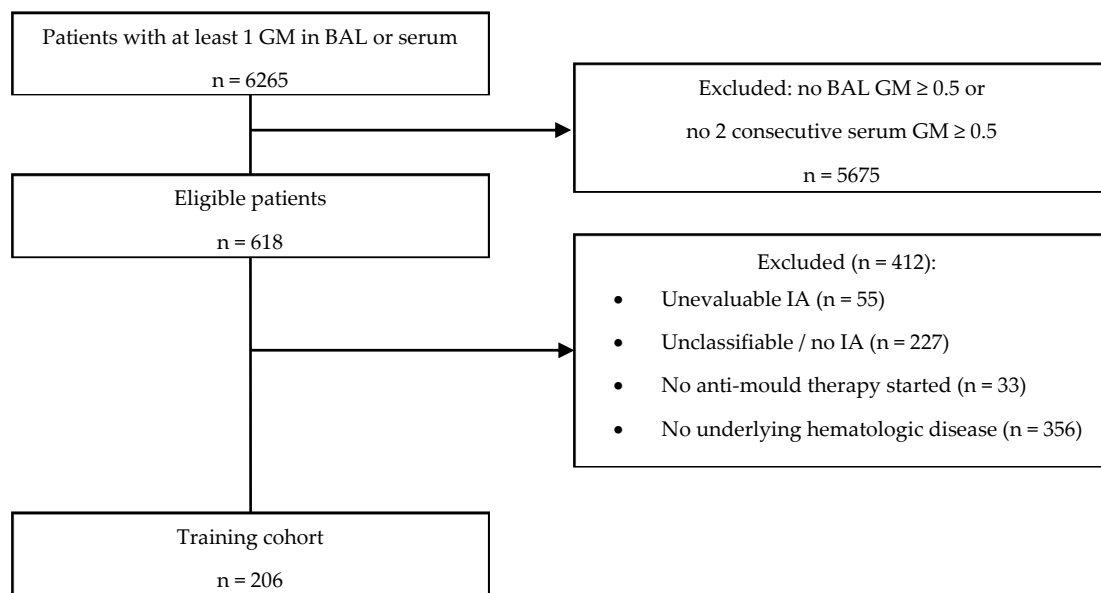 Patients with at least 1 GM in BAL or serum
n = 6265
Excluded: no BAL GM ≥ 0.5 or
no 2 consecutive serum GM ≥ 0.5
n = 5675
Eligible patients
n = 618
Excluded (n = 412):
• Unevaluable IA (n = 55)
• Unclassifiable / no IA (n = 227)
• No anti-mould therapy started (n = 33)
• No underlying hematologic disease (n = 356)
Training cohort
n = 206